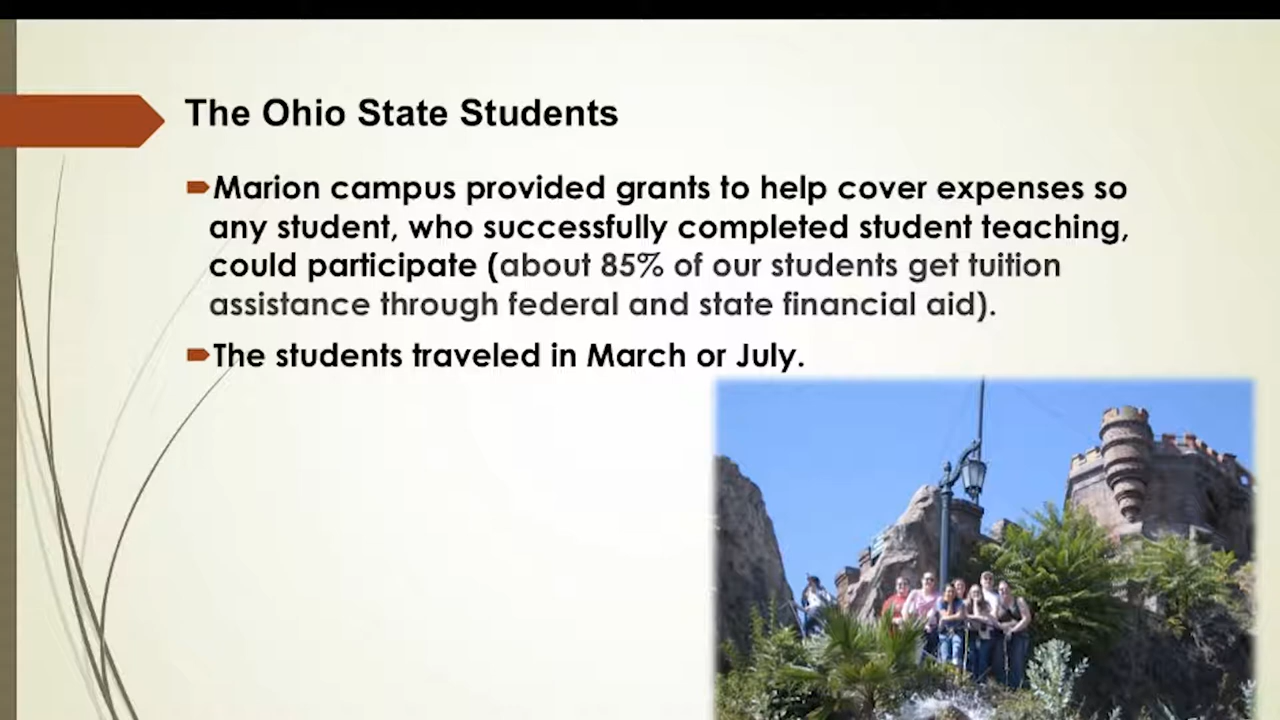 The Ohio State Students
Marion campus provided grants to help cover expenses so
any student, who successfully completed student teaching,
could participate (about 85% of our students get tuition
assistance through federal and state financial aid).
The students traveled in March or July.